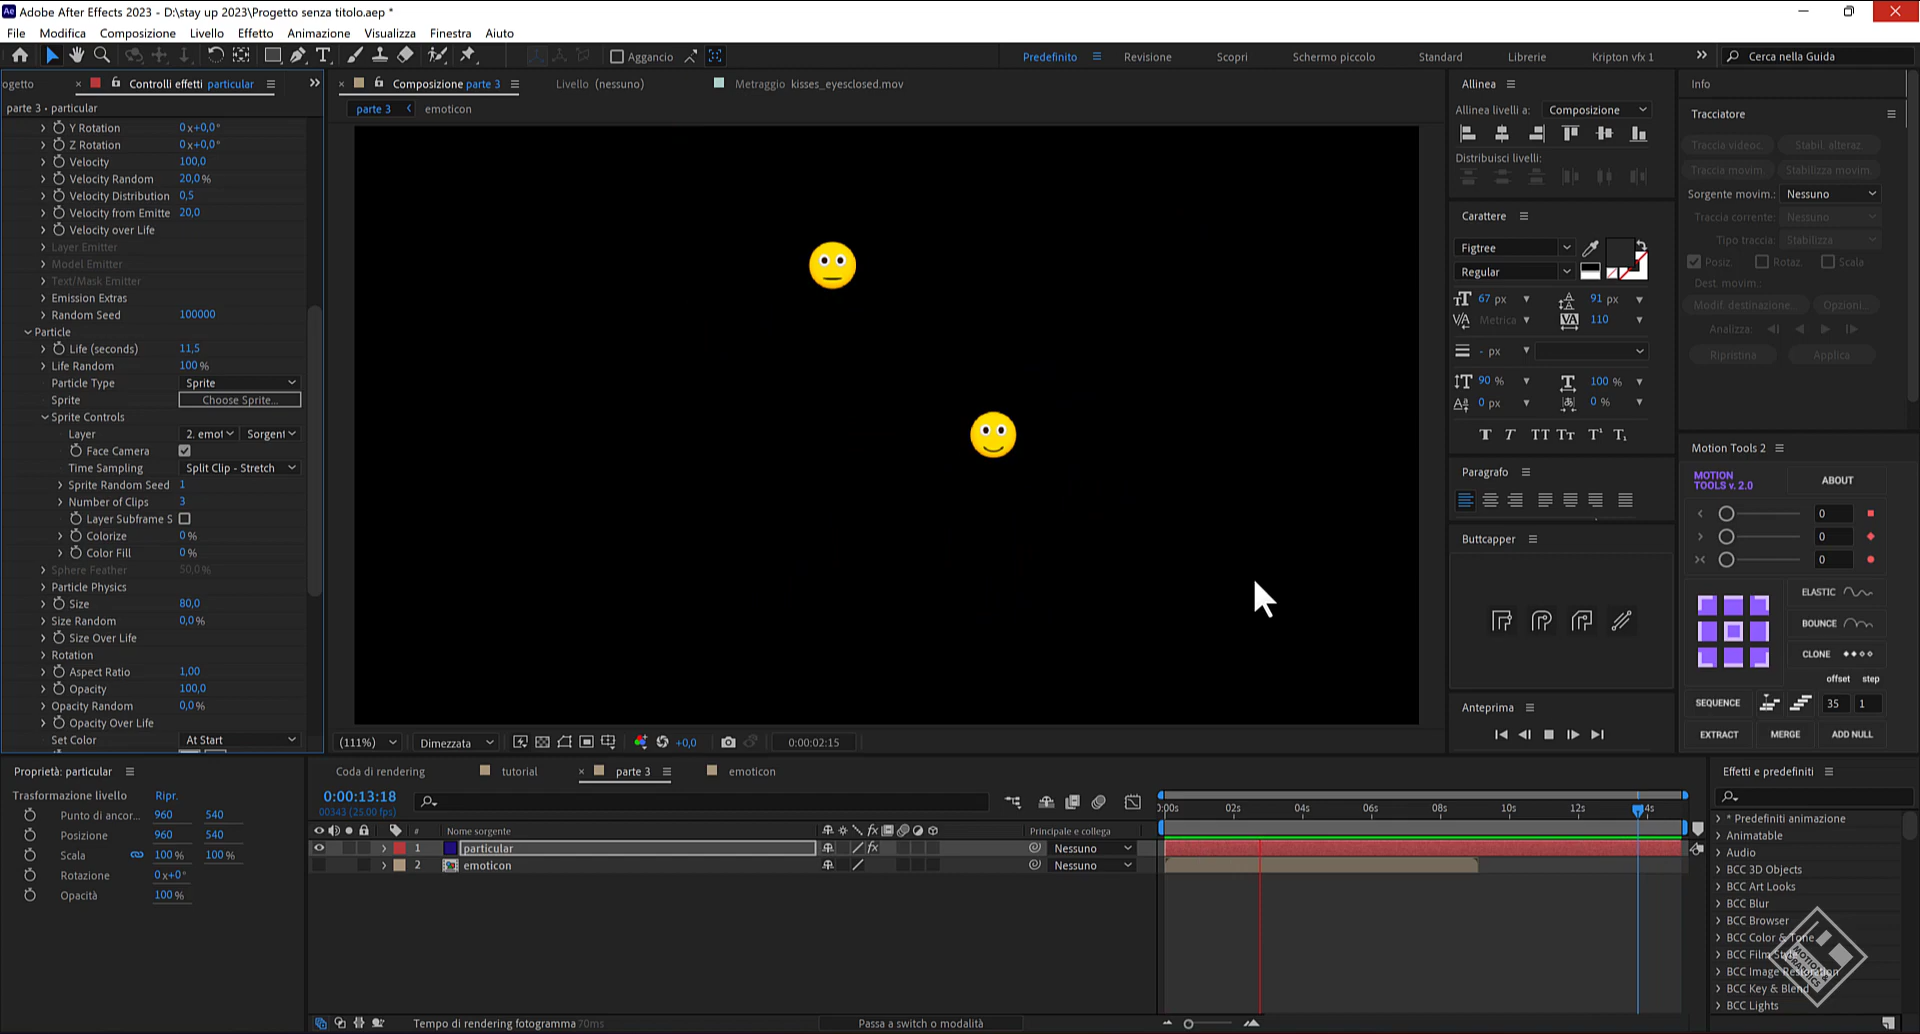 Adobe After Effects 2023 - D:\stay up 2023\Progetto senza titolo.aep *
File Modifica Composizione Livello Effetto Animazione Visualizza Finestra Aiuto
Aggancio Predefinito Revisione Scopri Schermo piccolo Standard Librerie Kripton vfx 1 Cerca nella Guida
ogetto Controlli effetti particular Composizione parte 3 Livello (nessuno) Metraggio kisses_eyesclosed.mov
parte 3 • particular
parte 3 emoticon
Y Rotation 0x+0,0°
Z Rotation 0x+0,0°
Velocity 100,0
Velocity Random 20,0 %
Velocity Distribution 0,5
Velocity from Emitte 20,0
Velocity over Life
Layer Emitter
Model Emitter
Text/Mask Emitter
Emission Extras
Random Seed 100000
Particle
Life (seconds) 11,5
Life Random 100 %
Particle Type Sprite
Sprite Choose Sprite...
Sprite Controls
Layer 2. emot Sorgent
Face Camera
Time Sampling Split Clip - Stretch
Sprite Random Seed 1
Number of Clips 3
Layer Subframe S
Colorize 0 %
Color Fill 0 %
Sphere Feather 50,0 %
Particle Physics
Size 80,0
Size Random 0,0 %
Size Over Life
Rotation
Aspect Ratio 1,00
Opacity 100,0
Opacity Random 0,0 %
Opacity Over Life
Set Color At Start
(111%) Dimezzata +0,0 0:00:02:15
Allinea
Allinea livelli a: Composizione
Distribuisci livelli:
Carattere
Figtree
Regular
67 px 91 px
Metrica 110
- px
90 % 100 %
0 px 0 %
Paragrafo
Buttcapper
Anteprima
Info
Tracciatore
Traccia videoc. Stabil. alteraz.
Traccia movim. Stabilizza movim.
Sorgente movim.: Nessuno
Traccia corrente: Nessuno
Tipo traccia: Stabilizza
Posiz. Rotaz. Scala
Dest. movim.:
Modif. destinazione... Opzioni...
Analizza:
Ripristina Applica
Motion Tools 2
MOTION
TOOLS v. 2.0 ABOUT
0
0
0
ELASTIC
BOUNCE
CLONE
offset step
SEQUENCE 35 1
EXTRACT MERGE ADD NULL
Proprietà: particular
Trasformazione livello Ripr.
Punto di ancor... 960 540
Posizione 960 540
Scala 100 % 100 %
Rotazione 0x+0°
Opacità 100 %
Coda di rendering tutorial parte 3 emoticon
0:00:13:18
00343 (25.00 fps)
0:00s 02s 04s 06s 08s 10s 12s 4s
# Nome sorgente Principale e collega
1 particular Nessuno
2 emoticon Nessuno
Tempo di rendering fotogramma 70ms Passa a switch o modalità
Effetti e predefiniti
* Predefiniti animazione
Animatable
Audio
BCC 3D Objects
BCC Art Looks
BCC Blur
BCC Browser
BCC Color & Tone
BCC Film Style
BCC Image Restoration
BCC Key & Blend
BCC Lights